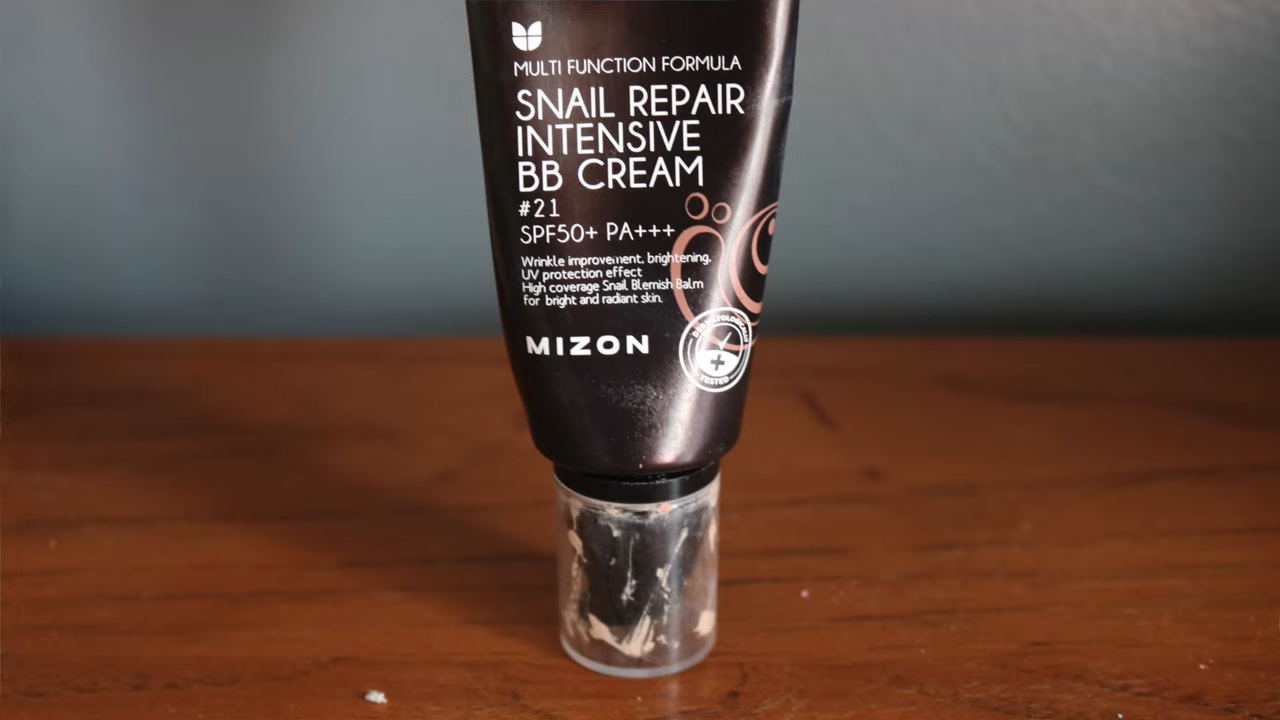 MULTI FUNCTION FORMULA
SNAIL REPAIR
INTENSIVE
BB CREAM
#21
SPF50+ PA+++
Wrinkle improvement, brightening,
UV protection effect
High coverage Snail Blemish Balm
for bright and radiant skin.
MIZON
DERMATOLOGICALLY
TESTED